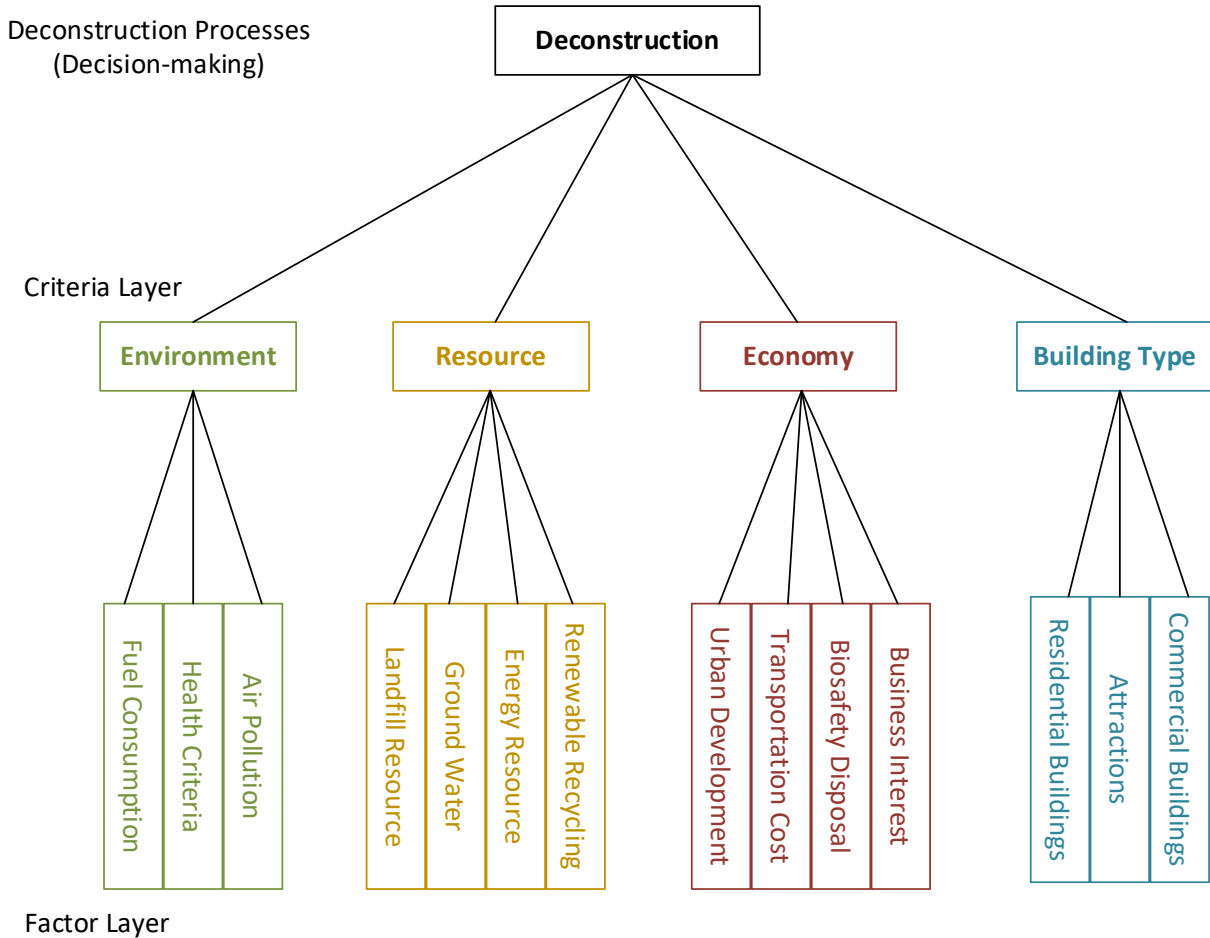 Deconstruction Processes
(Decision-making)
Deconstruction
Criteria Layer
Environment
Resource
Economy
Building Type
Fuel Consumption
Health Criteria
Air Pollution
Landfill Resource
Ground Water
Energy Resource
Renewable Recycling
Urban Development
Transportation Cost
Biosafety Disposal
Business Interest
Residential Buildings
Attractions
Commercial Buildings
Factor Layer